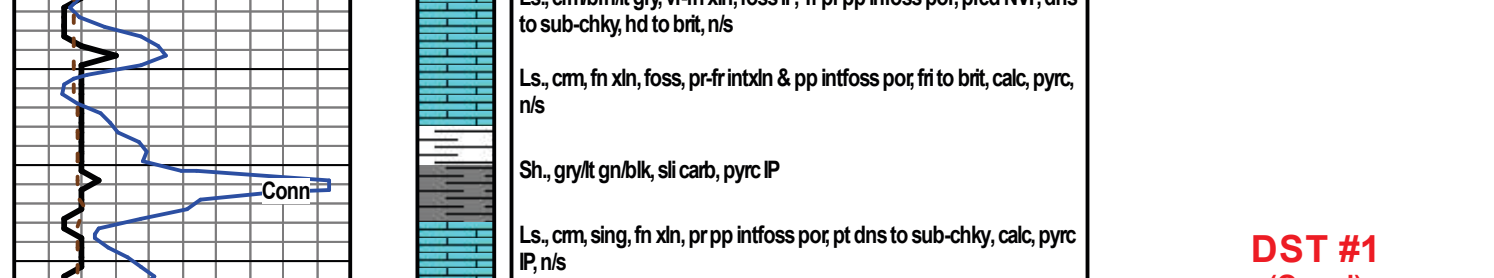 to sub-chky, hd to brit, n/s
Ls., crm, fn xln, foss, pr-fr intxln & pp intfoss por, fri to brit, calc, pyrc,
n/s
Sh., gry/lt gn/blk, sli carb, pyrc IP
Conn
Ls., crm, sing, fn xln, pr pp intfoss por, pt dns to sub-chky, calc, pyrc
IP, n/s
DST #1